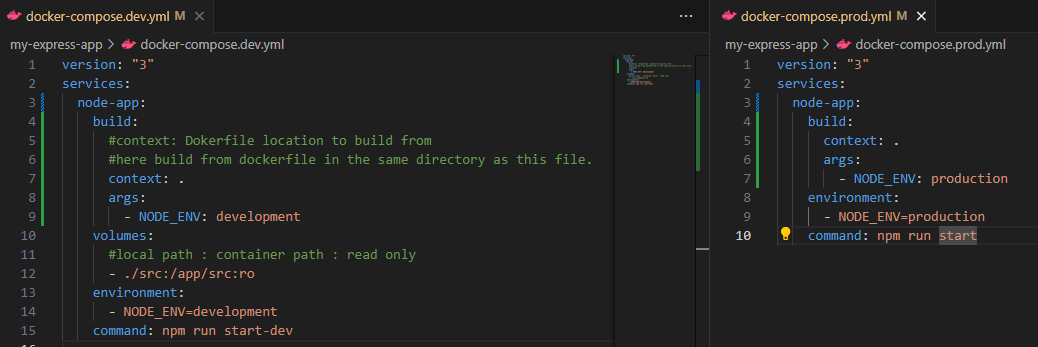 docker-compose.dev.yml M ×
...
my-express-app > docker-compose.dev.yml
1 version: "3"
2 services:
3 node-app:
4 build:
5 #context: Dokerfile location to build from
6 #here build from dockerfile in the same directory as this file.
7 context: .
8 args:
9 - NODE_ENV: development
10 volumes:
11 #local path : container path : read only
12 - ./src:/app/src:ro
13 environment:
14 - NODE_ENV=development
15 command: npm run start-dev
16
docker-compose.prod.yml M ×
my-express-app > docker-compose.prod.yml
1 version: "3"
2 services:
3 node-app:
4 build:
5 context: .
6 args:
7 - NODE_ENV: production
8 environment:
9 - NODE_ENV=production
10 command: npm run start